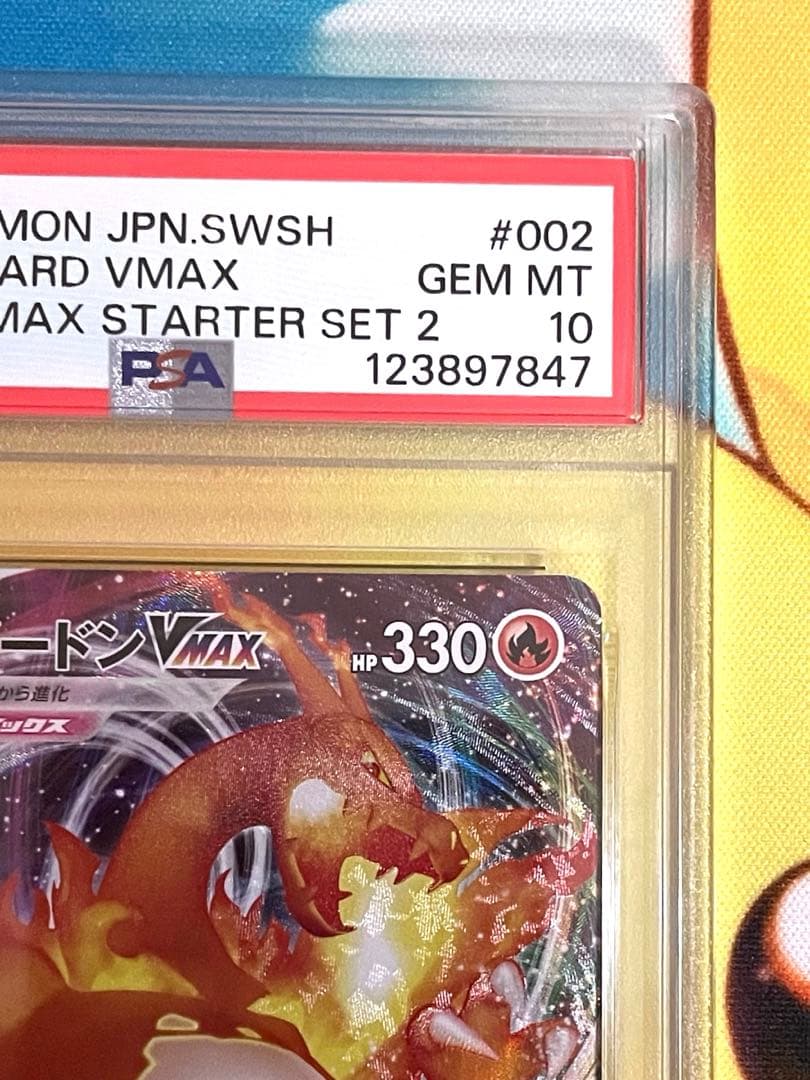 MON JPN.SWSH #002
ARD VMAX GEM MT
MAX STARTER SET 2 10
PSA 123897847
ードンVMAX HP330
から進化
ックス